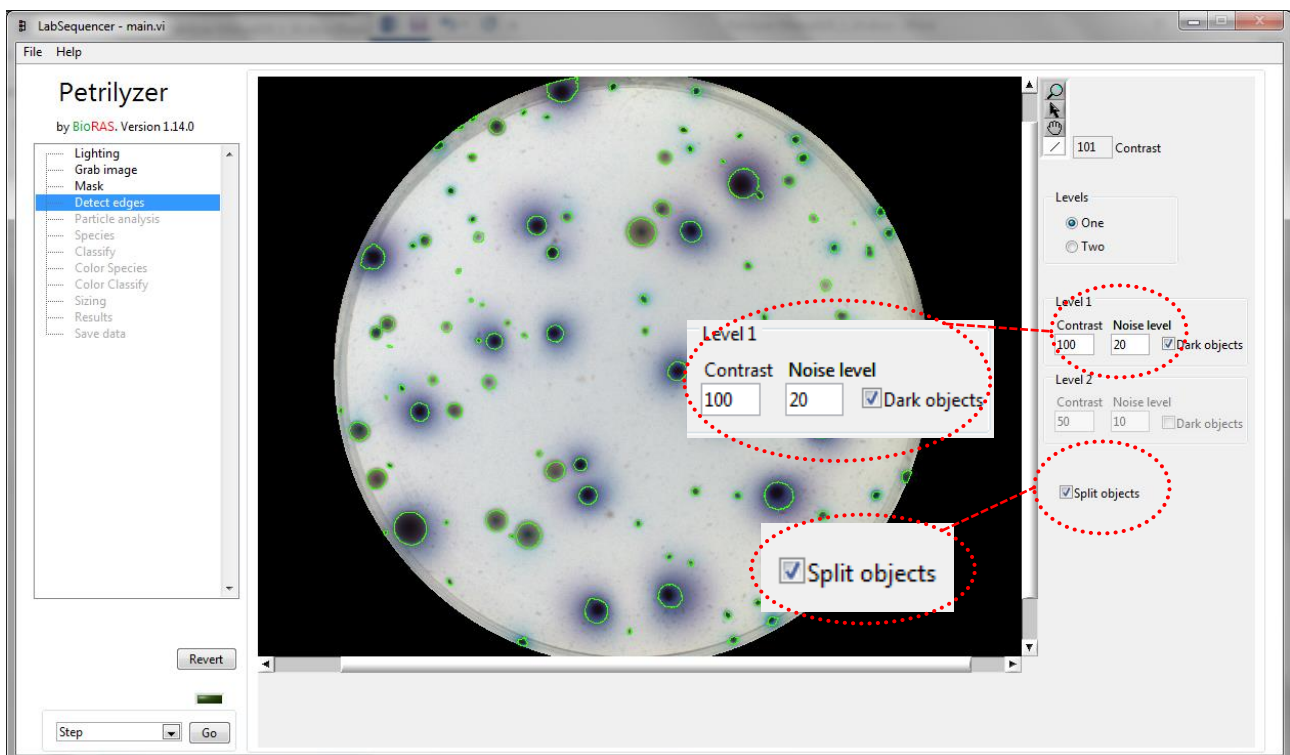 LabSequencer - main.vi
File Help
Petrilyzer
by BioRAS. Version 1.14.0
Lighting
Grab image
Mask
Detect edges
Particle analysis
Species
Classify
Color Species
Color Classify
Sizing
Results
Save data
Revert
Step Go
101 Contrast
Levels
One
Two
Level 1
Contrast Noise level
100 20 Dark objects
Level 2
Contrast Noise level
50 10 Dark objects
Split objects
Level 1
Contrast Noise level
100 20 Dark objects
Split objects